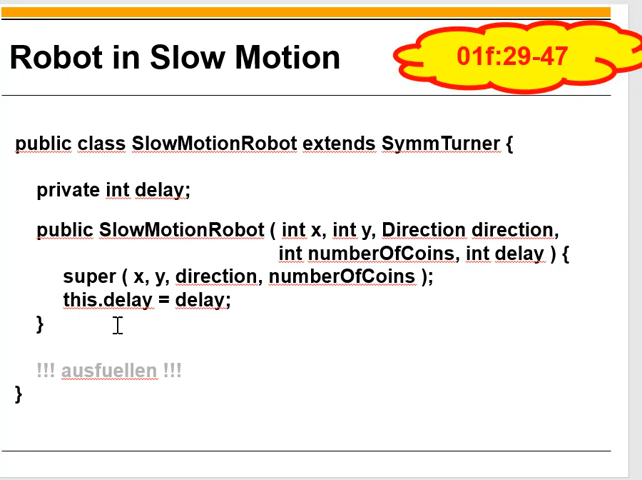 Robot in Slow Motion
01f:29-47
public class SlowMotionRobot extends SymmTurner {
private int delay;
public SlowMotionRobot ( int x, int y, Direction direction,
int numberOfCoins, int delay ) {
super ( x, y, direction, numberOfCoins );
this.delay = delay;
}
!!! ausfuellen !!!
}